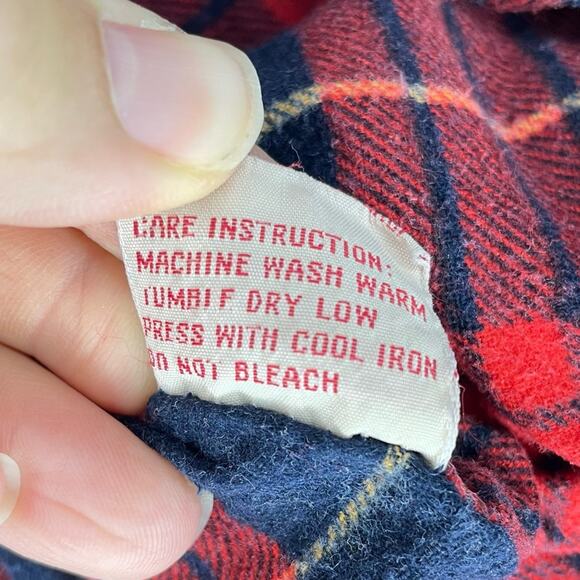 CARE INSTRUCTION:
MACHINE WASH WARM
TUMBLE DRY LOW
PRESS WITH COOL IRON
DO NOT BLEACH